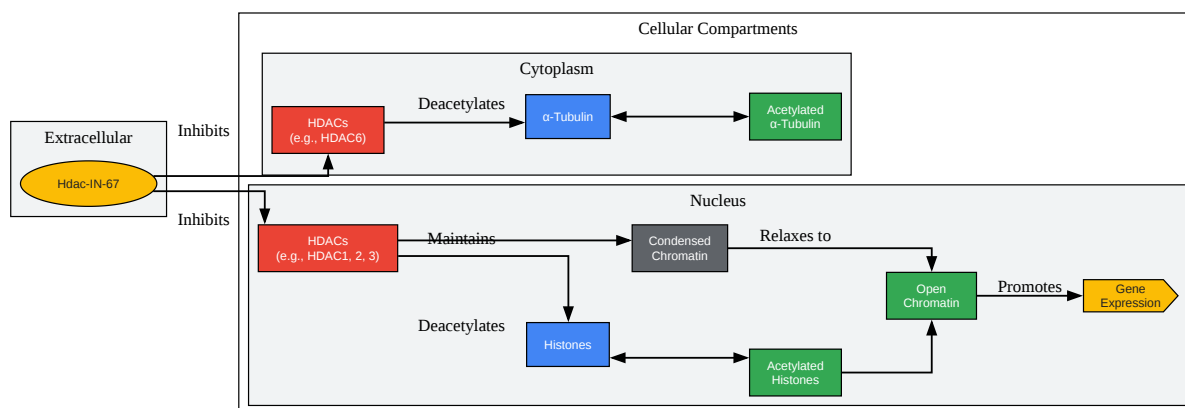 Cellular Compartments
Cytoplasm
Deacetylates
HDACs
(e.g., HDAC6)
α-Tubulin
Acetylated
α-Tubulin
Inhibits
Extracellular
Hdac-IN-67
Inhibits
Nucleus
HDACs
(e.g., HDAC1, 2, 3)
Maintains
Condensed
Chromatin
Relaxes to
Open
Chromatin
Promotes
Gene
Expression
Deacetylates
Histones
Acetylated
Histones